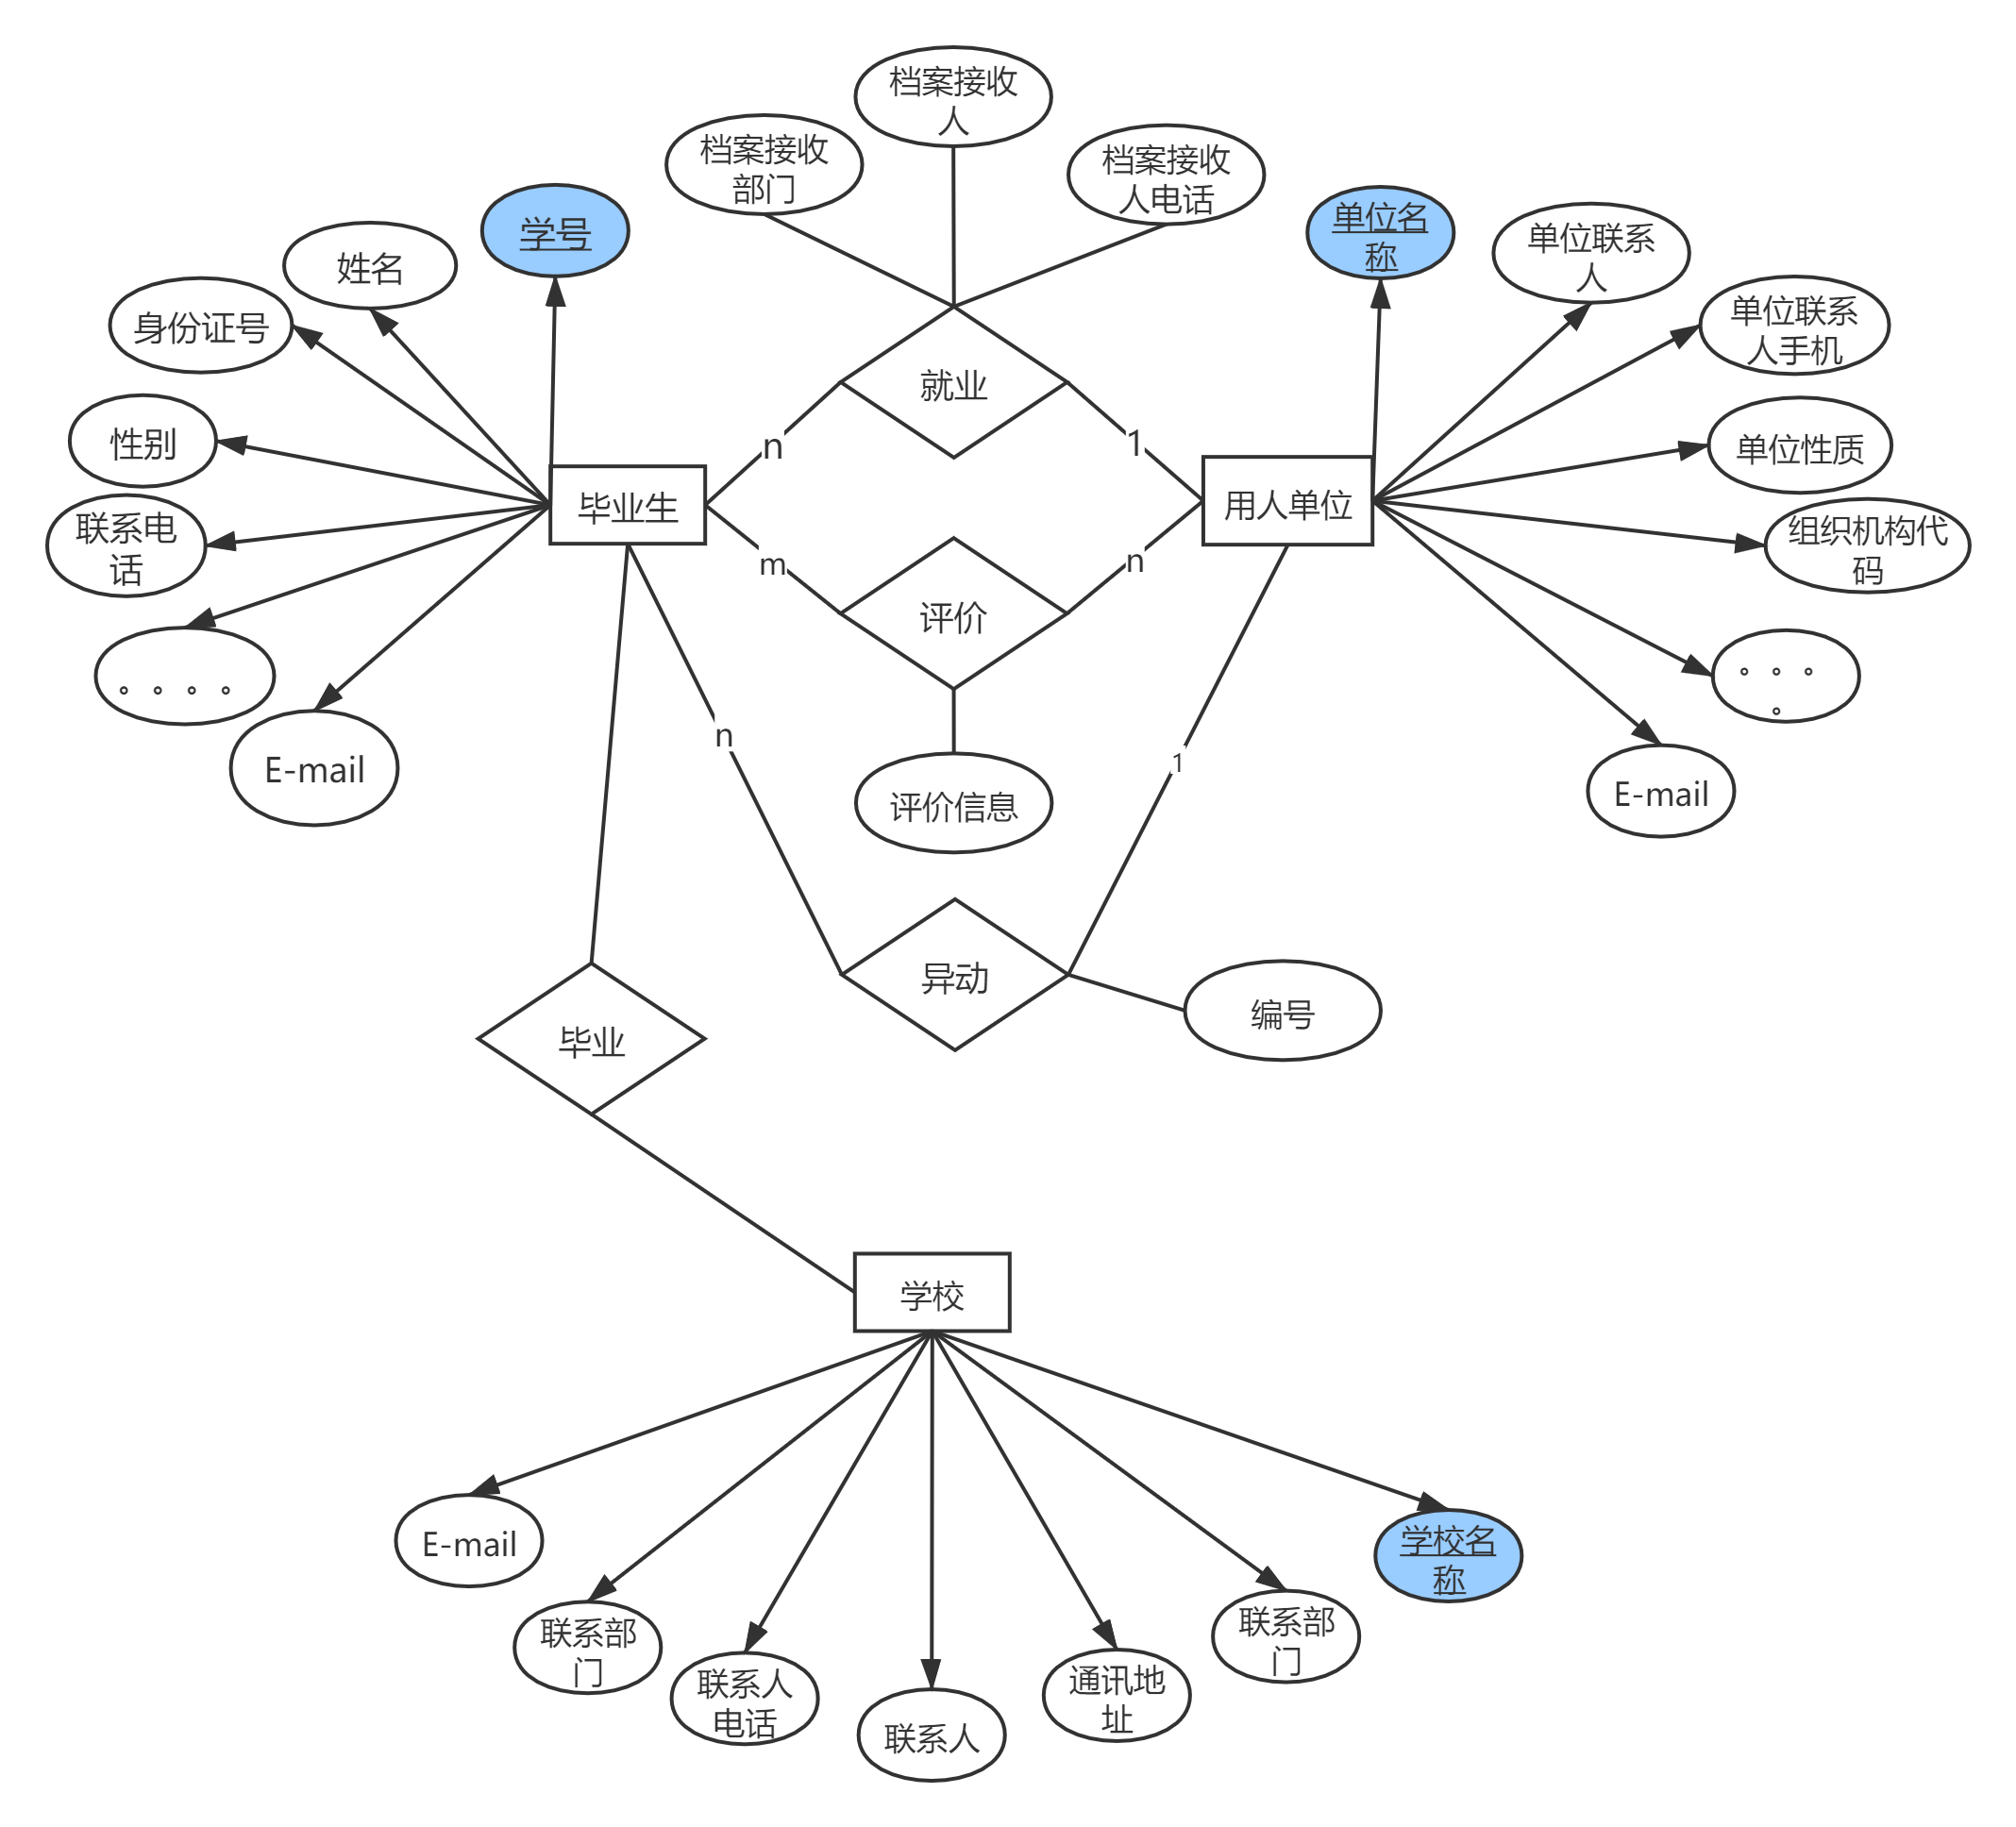 档案接收
人
档案接收
部门
档案接收
人电话
学号
单位名
称
姓名
单位联系
人
身份证号
单位联系
人手机
就业
性别
n
1
单位性质
毕业生
用人单位
联系电
话
组织机构代
码
m
n
评价
。。。。
。。。
。
E-mail
n
1
E-mail
评价信息
异动
编号
毕业
学校
E-mail
学校名
称
联系部
门
联系部
门
联系人
电话
通讯地
址
联系人